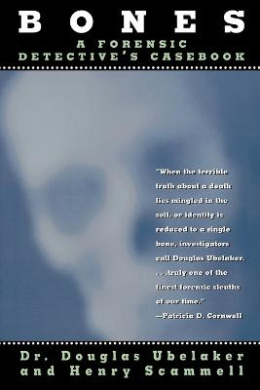 BONES
A FORENSIC
DETECTIVE'S CASEBOOK
"When the terrible
truth about a death
lies mingled in the
soil, or identity is
reduced to a single
bone, investigators
call Douglas Ubelaker.
. . . truly one of the
finest forensic sleuths
of our time."
—Patricia D. Cornwell
Dr. Douglas Ubelaker
and Henry Scammell